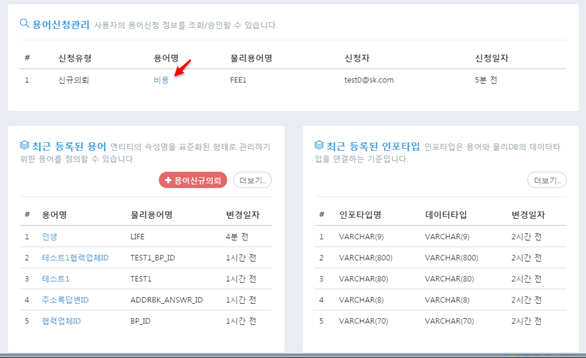 용어신청관리 사용자의 용어신청 정보를 조회/승인할 수 있습니다.
# 신청유형 용어명 물리용어명 신청자 신청일자
1 신규의뢰 비용 FEE1 test0@sk.com 5분 전
최근 등록된 용어 엔티티의 속성명을 표준화된 형태로 관리하기
위한 용어를 정의할 수 있습니다.
+ 용어신규의뢰 더보기..
# 용어명 물리용어명 변경일자
1 인생 LIFE 4분 전
2 테스트1협력업체ID TEST1_BP_ID 1시간 전
3 테스트1 TEST1 1시간 전
4 주소록답변ID ADDRBK_ANSWR_ID 1시간 전
5 협력업체ID BP_ID 1시간 전
최근 등록된 인포타입 인포타입은 용어와 물리DB의 데이터타
입을 연결하는 기준입니다.
더보기..
# 인포타입명 데이터타입 변경일자
1 VARCHAR(9) VARCHAR(9) 2시간 전
2 VARCHAR(800) VARCHAR(800) 2시간 전
3 VARCHAR(80) VARCHAR(80) 2시간 전
4 VARCHAR(8) VARCHAR(8) 2시간 전
5 VARCHAR(70) VARCHAR(70) 2시간 전